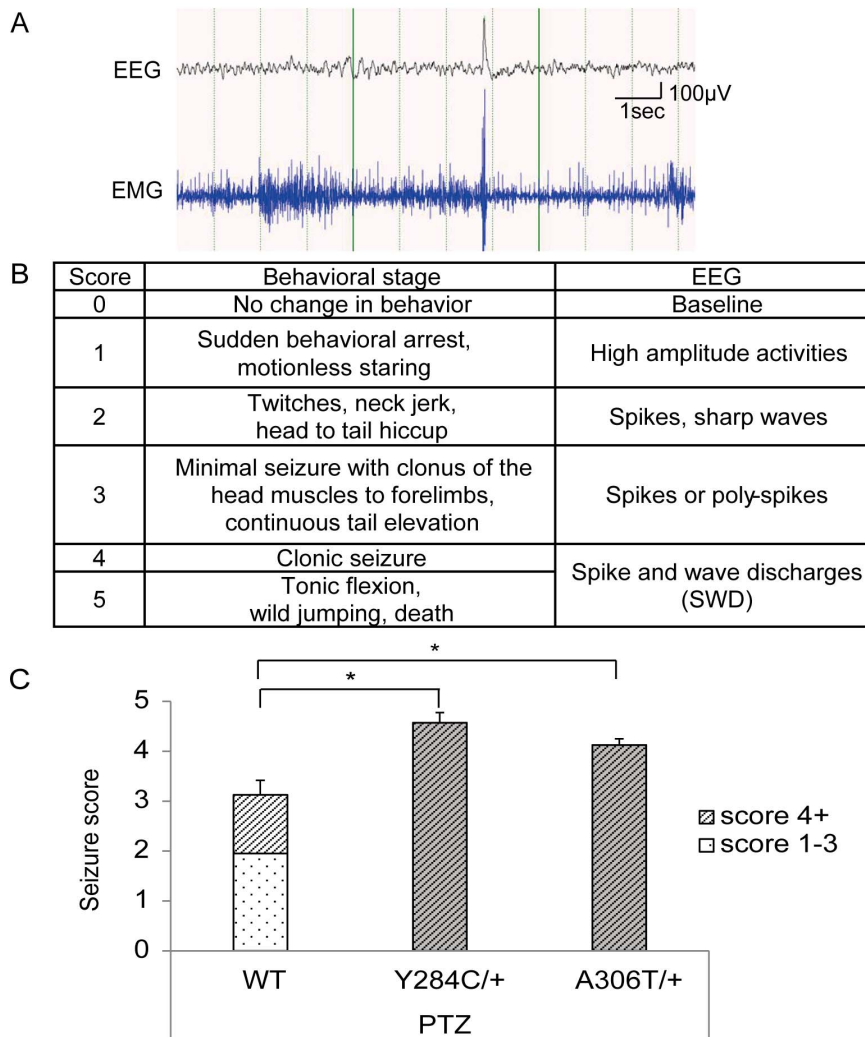 A
EEG
100µV
1sec
EMG
B
Score Behavioral stage EEG
0 No change in behavior Baseline
1 Sudden behavioral arrest,
motionless staring
High amplitude activities
2 Twitches, neck jerk,
head to tail hiccup
Spikes, sharp waves
3 Minimal seizure with clonus of the
head muscles to forelimbs,
continuous tail elevation
Spikes or poly-spikes
4 Clonic seizure
5 Tonic flexion,
wild jumping, death
Spike and wave discharges
(SWD)
C
* 
*
Seizure score
5
4
3
2
1
0
score 4+
score 1-3
WT Y284C/+ A306T/+
PTZ